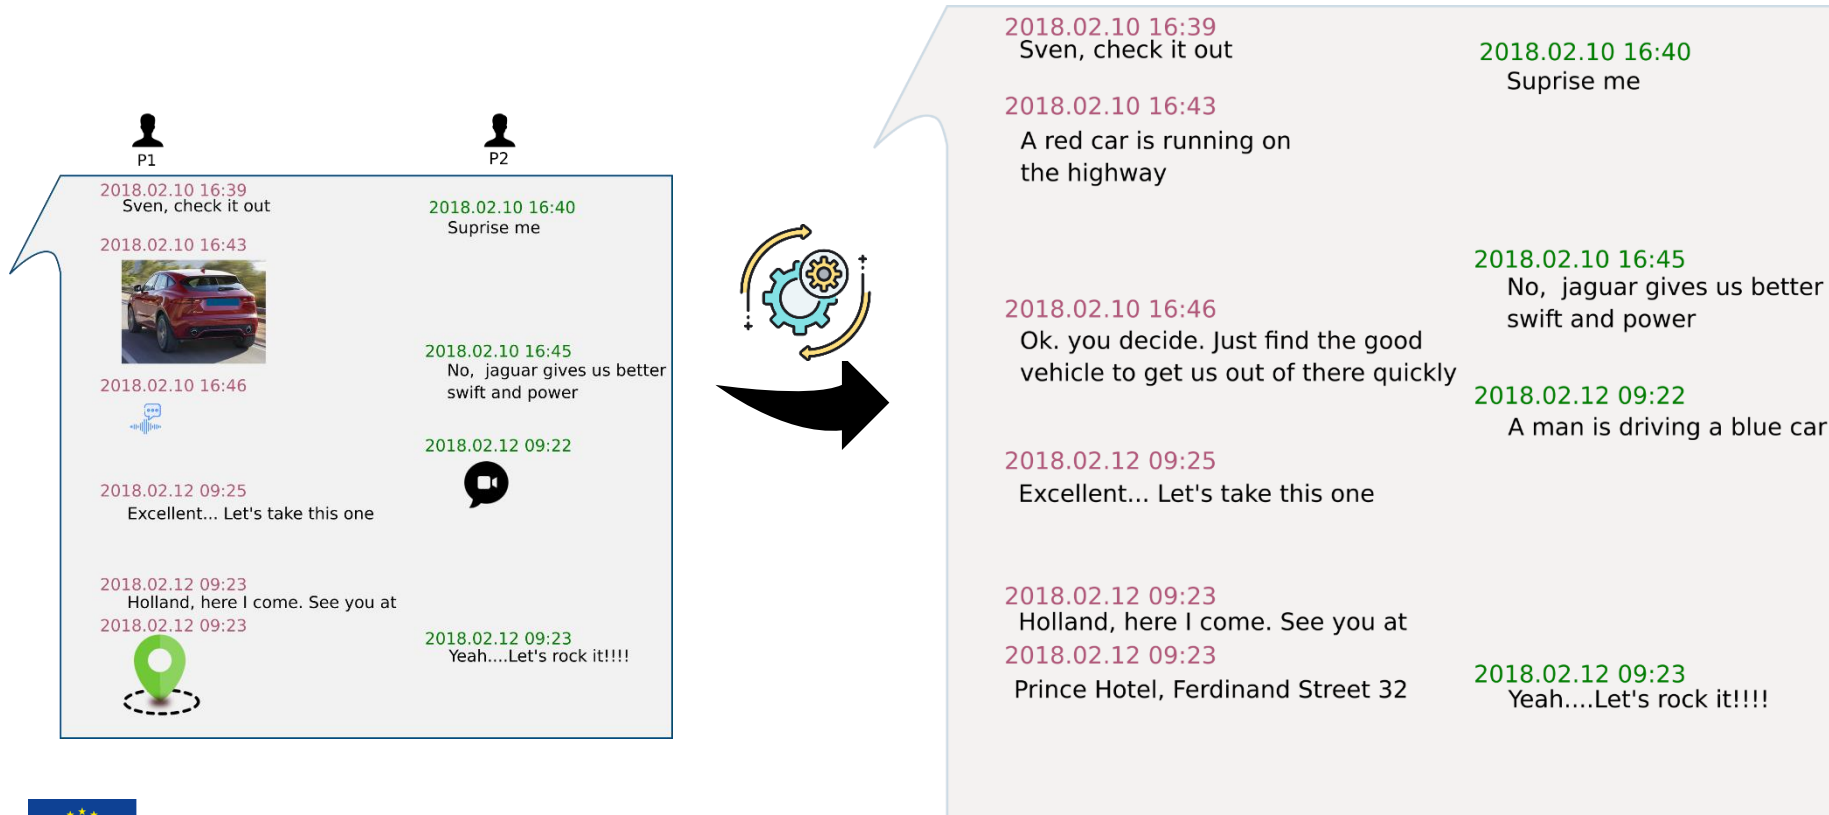 P1
P2
2018.02.10 16:39
Sven, check it out
2018.02.10 16:40
Suprise me
2018.02.10 16:43
2018.02.10 16:45
No,  jaguar gives us better
swift and power
2018.02.10 16:46
2018.02.12 09:22
2018.02.12 09:25
Excellent... Let's take this one
2018.02.12 09:23
Holland, here I come. See you at
2018.02.12 09:23
2018.02.12 09:23
Yeah....Let's rock it!!!!
2018.02.10 16:39
Sven, check it out
2018.02.10 16:40
Suprise me
2018.02.10 16:43
A red car is running on
the highway
2018.02.10 16:45
No,  jaguar gives us better
swift and power
2018.02.10 16:46
Ok. you decide. Just find the good
vehicle to get us out of there quickly
2018.02.12 09:22
A man is driving a blue car
2018.02.12 09:25
Excellent... Let's take this one
2018.02.12 09:23
Holland, here I come. See you at
2018.02.12 09:23
Prince Hotel, Ferdinand Street 32
2018.02.12 09:23
Yeah....Let's rock it!!!!